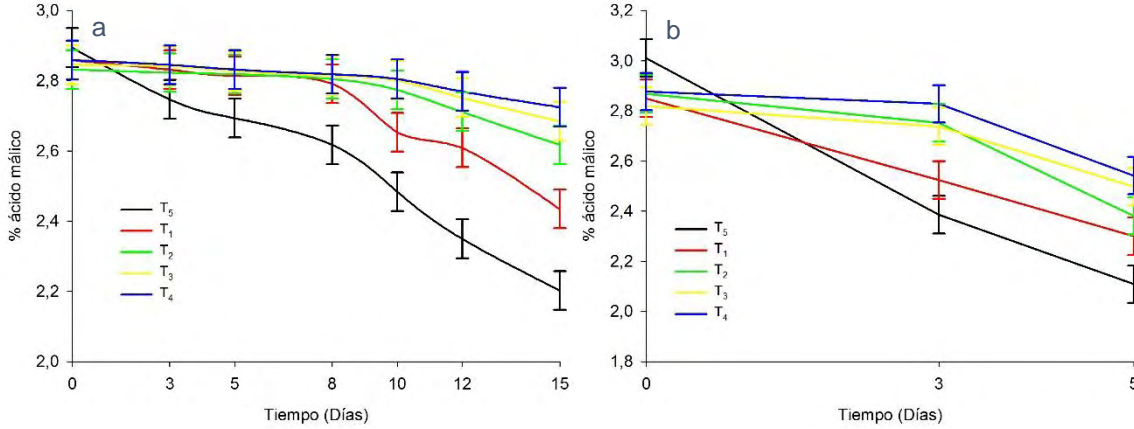 a
3,0
2,8
2,6
2,4
2,2
2,0
% ácido málico
T5
T1
T2
T3
T4
0 3 5 8 10 12 15
Tiempo (Días)
b
3,2
3,0
2,8
2,6
2,4
2,2
2,0
1,8
% ácido málico
T5
T1
T2
T3
T4
0 3 5
Tiempo (Días)